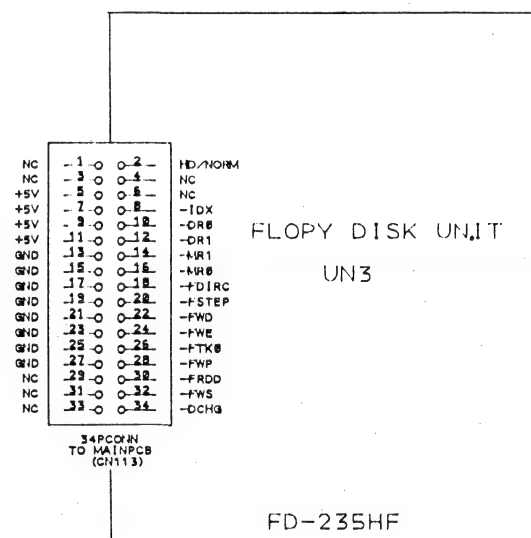 NC 1 2 HD/NORM
NC 3 4 NC
+5V 5 6 NC
+5V 7 8 -IDX
+5V 9 10 -DR0
+5V 11 12 -DR1
GND 13 14 -MR1
GND 15 16 -MR0
GND 17 18 -FDIRC
GND 19 20 -FSTEP
GND 21 22 -FWD
GND 23 24 -FWE
GND 25 26 -FTK0
GND 27 28 -FWP
NC 29 30 -FRDD
NC 31 32 -FWS
NC 33 34 -DCHG
34PCONN
TO MAINPCB
(CN113)
FLOPY DISK UNIT
UN3
FD-235HF